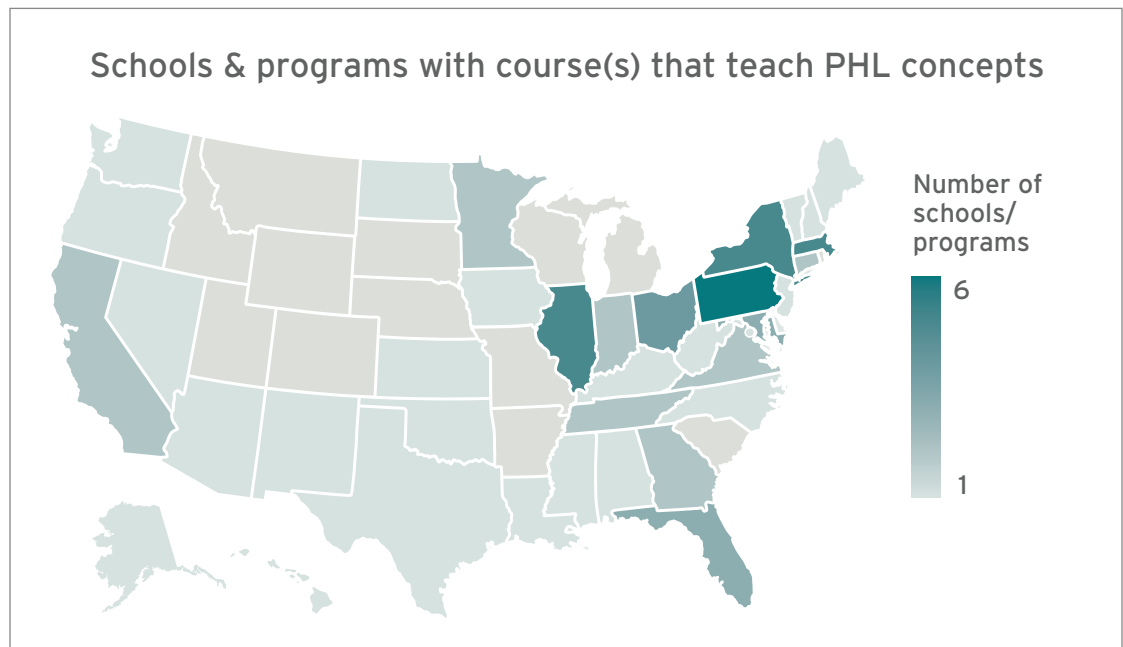 Schools & programs with course(s) that teach PHL concepts
Number of
schools/
programs
6
1